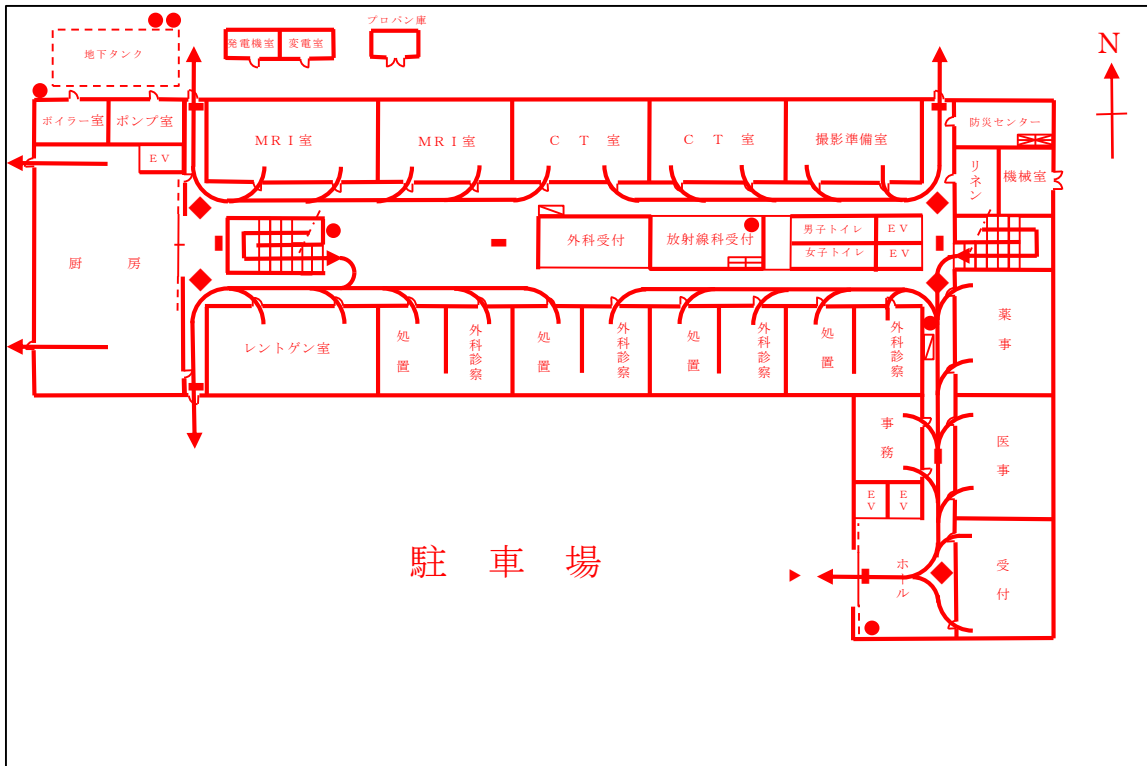 プロパン庫
発電機室
変電室
地下タンク
N
ボイラー室
ポンプ室
MRI室
MRI室
CT室
CT室
撮影準備室
防災センター
EV
リネン
機械室
外科受付
放射線科受付
男子トイレ
EV
女子トイレ
EV
厨房
レントゲン室
処置
外科診察
処置
外科診察
処置
外科診察
処置
外科診察
薬事
事務
医事
EV
EV
駐車場
ホール
受付